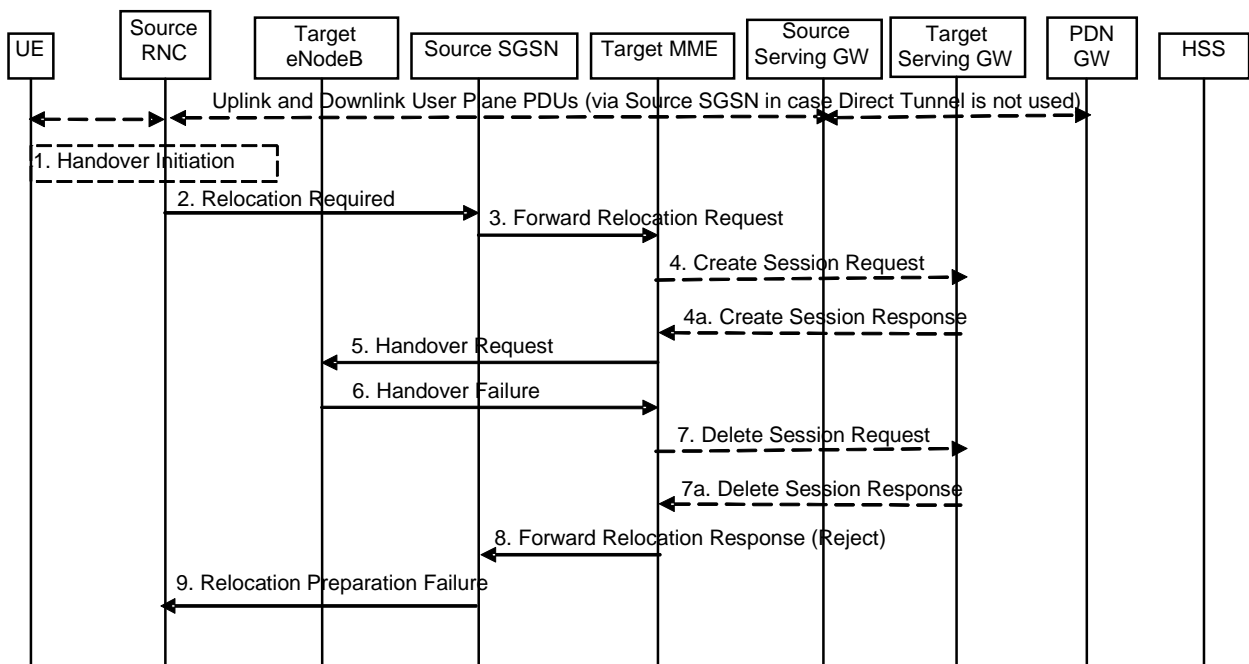 UE
Source
RNC
Target
eNodeB
Source SGSN
Target MME
Source
Serving GW
Target
Serving GW
PDN
GW
HSS
Uplink and Downlink User Plane PDUs (via Source SGSN in case Direct Tunnel is not used)
1. Handover Initiation
2. Relocation Required
3. Forward Relocation Request
4. Create Session Request
4a. Create Session Response
5. Handover Request
6. Handover Failure
7. Delete Session Request
7a. Delete Session Response
8. Forward Relocation Response (Reject)
9. Relocation Preparation Failure